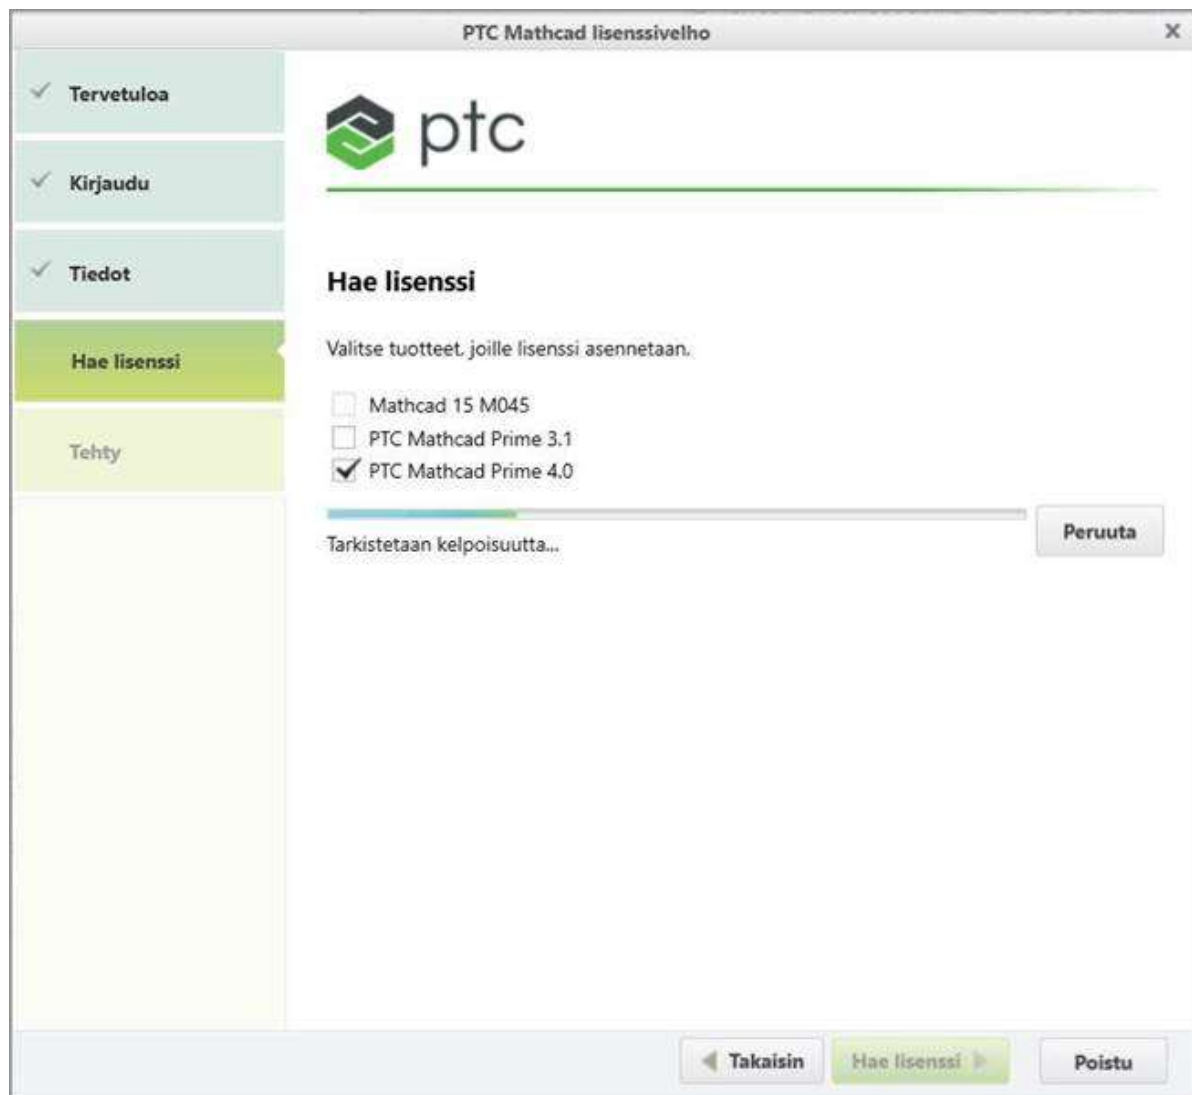 PTC Mathcad lisenssivelho
Tervetuloa
Kirjaudu
Tiedot
Hae lisenssi
Tehty
ptc
Hae lisenssi
Valitse tuotteet, joille lisenssi asennetaan.
Mathcad 15 M045
PTC Mathcad Prime 3.1
PTC Mathcad Prime 4.0
Tarkistetaan kelpoisuutta...
Peruuta
Takaisin
Hae lisenssi
Poistu